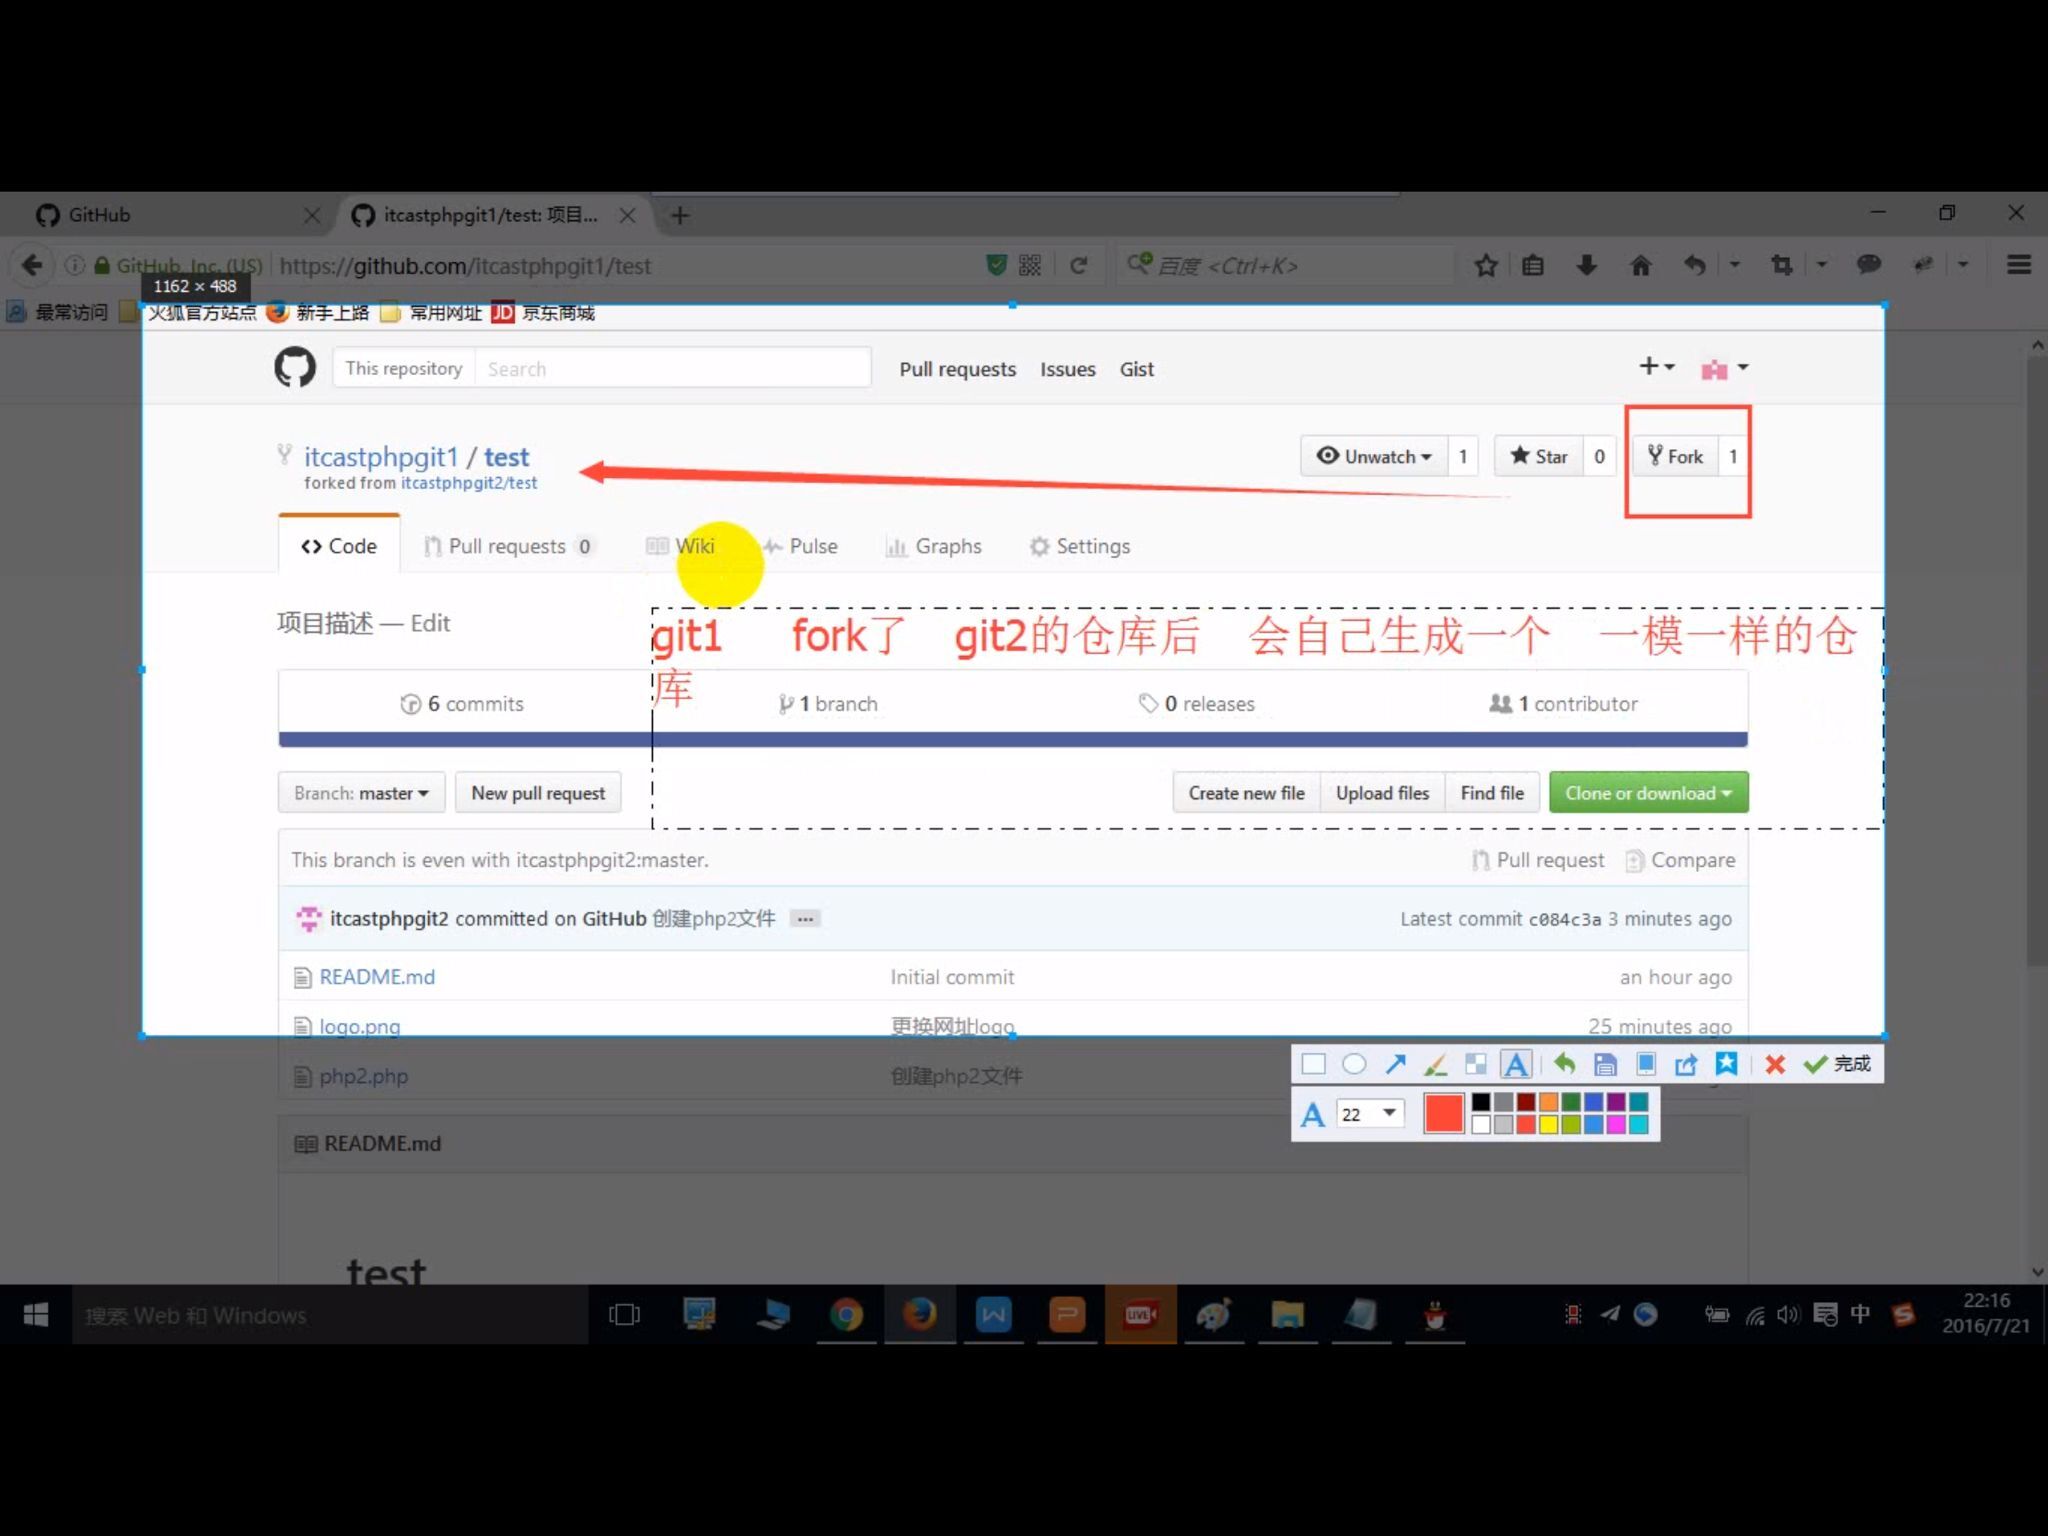 GitHub
itcastphpgit1/test: 项目...
GitHub, Inc. (US)
https://github.com/itcastphpgit1/test
百度 <Ctrl+K>
1162 × 488
最常访问
火狐官方站点
新手上路
常用网址
JD
京东商城
This repository
Search
Pull requests
Issues
Gist
itcastphpgit1 / test
forked from itcastphpgit2/test
Unwatch 1
Star 0
Fork 1
Code
Pull requests 0
Wiki
Pulse
Graphs
Settings
项目描述 — Edit
git1 fork了 git2的仓库后 会自己生成一个 一模一样的仓
库
6 commits
1 branch
0 releases
1 contributor
Branch: master
New pull request
Create new file
Upload files
Find file
Clone or download
This branch is even with itcastphpgit2:master.
Pull request
Compare
itcastphpgit2 committed on GitHub 创建php2文件 ...
Latest commit c084c3a 3 minutes ago
README.md
Initial commit
an hour ago
logo.png
更换网址logo
25 minutes ago
php2.php
创建php2文件
完成
A
22
README.md
test
搜索 Web 和 Windows
LIVE
中
22:16
2016/7/21